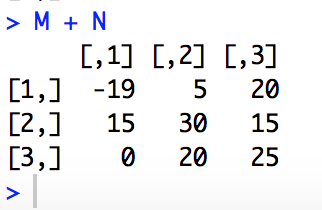 > M + N
[,1] [,2] [,3]
[1,] -19 5 20
[2,] 15 30 15
[3,] 0 20 25
>